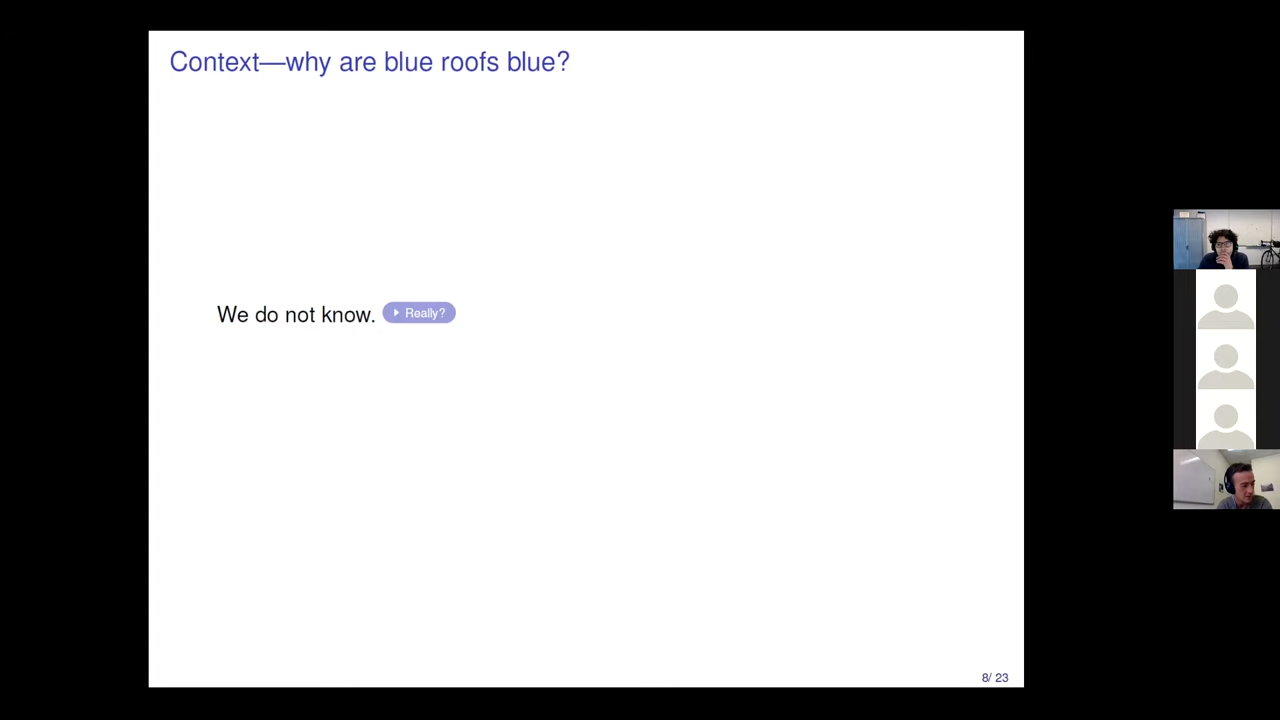 Context—why are blue roofs blue?
We do not know. Really?
8/ 23